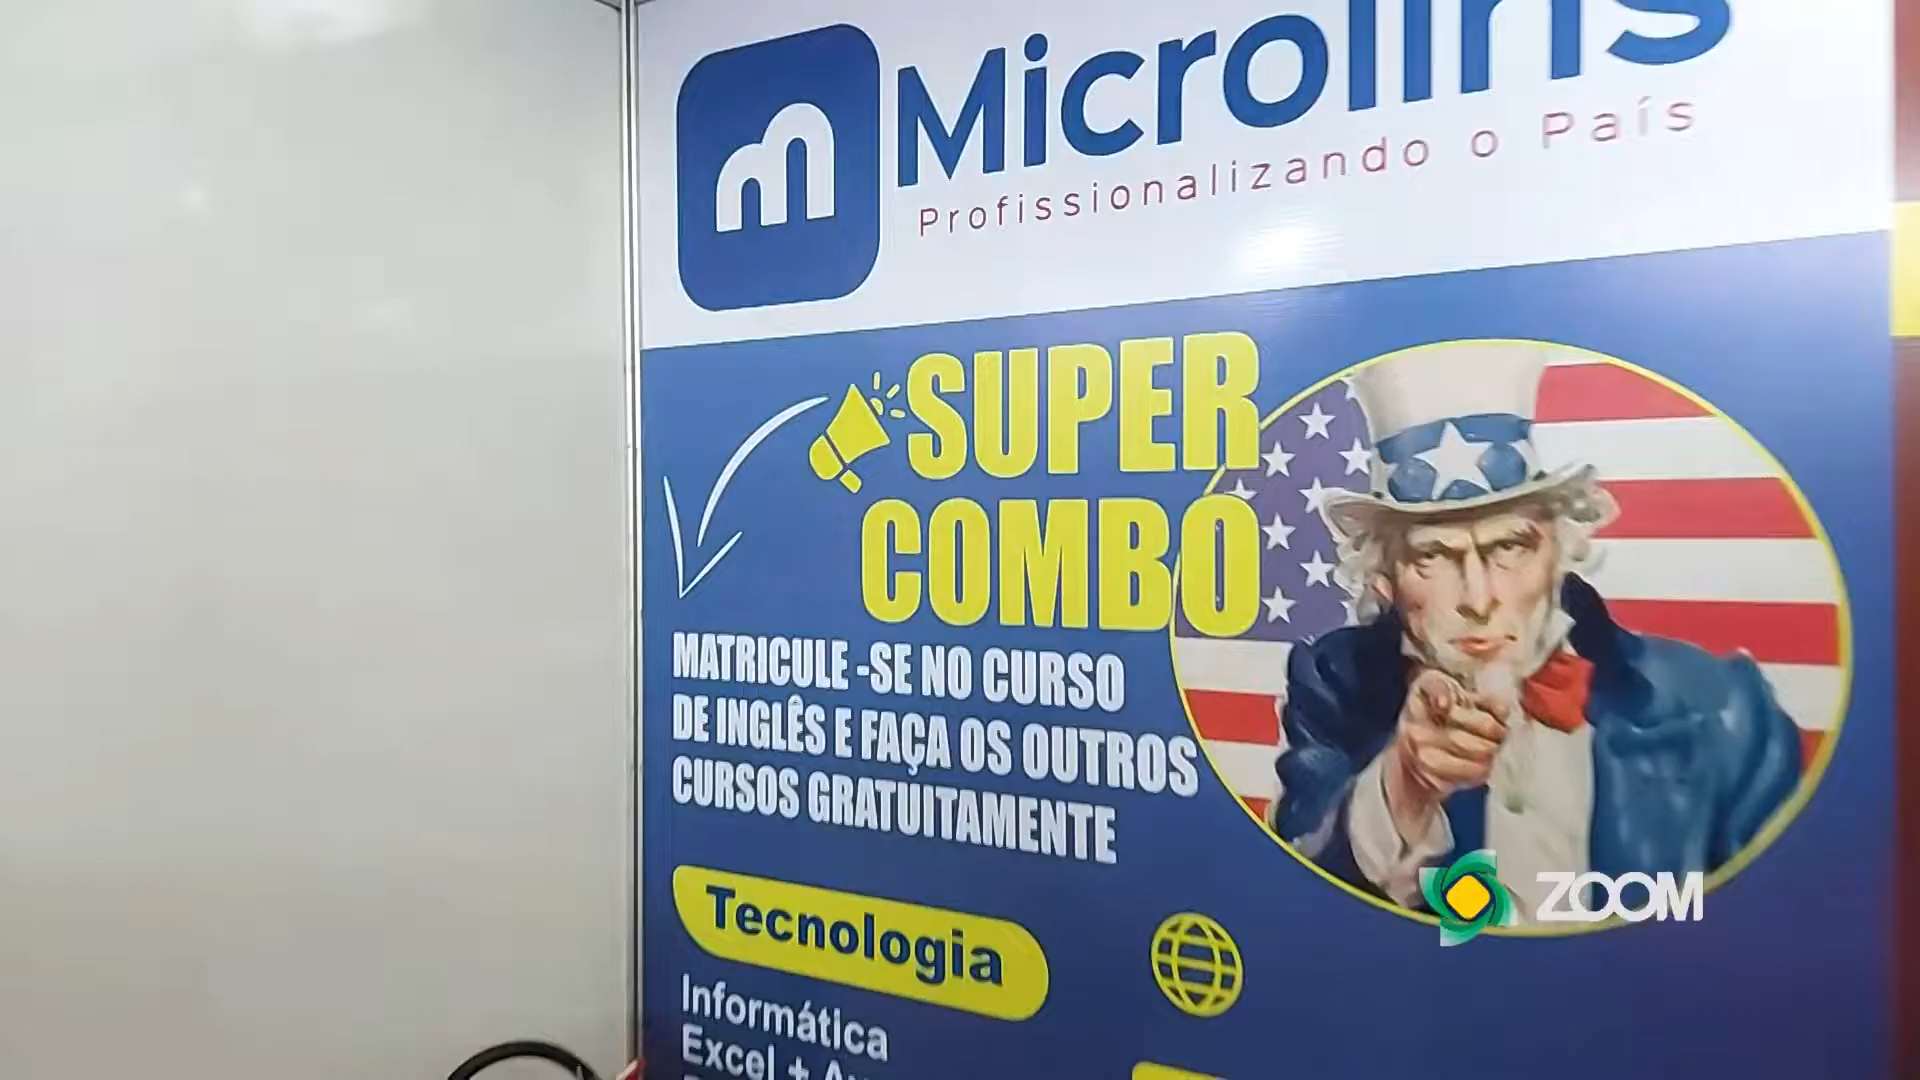 Microlins
Profissionalizando o País
SUPER
COMBO
MATRICULE -SE NO CURSO
DE INGLÊS E FAÇA OS OUTROS
CURSOS GRATUITAMENTE
Tecnologia
Informática
Excel +
ZOOM